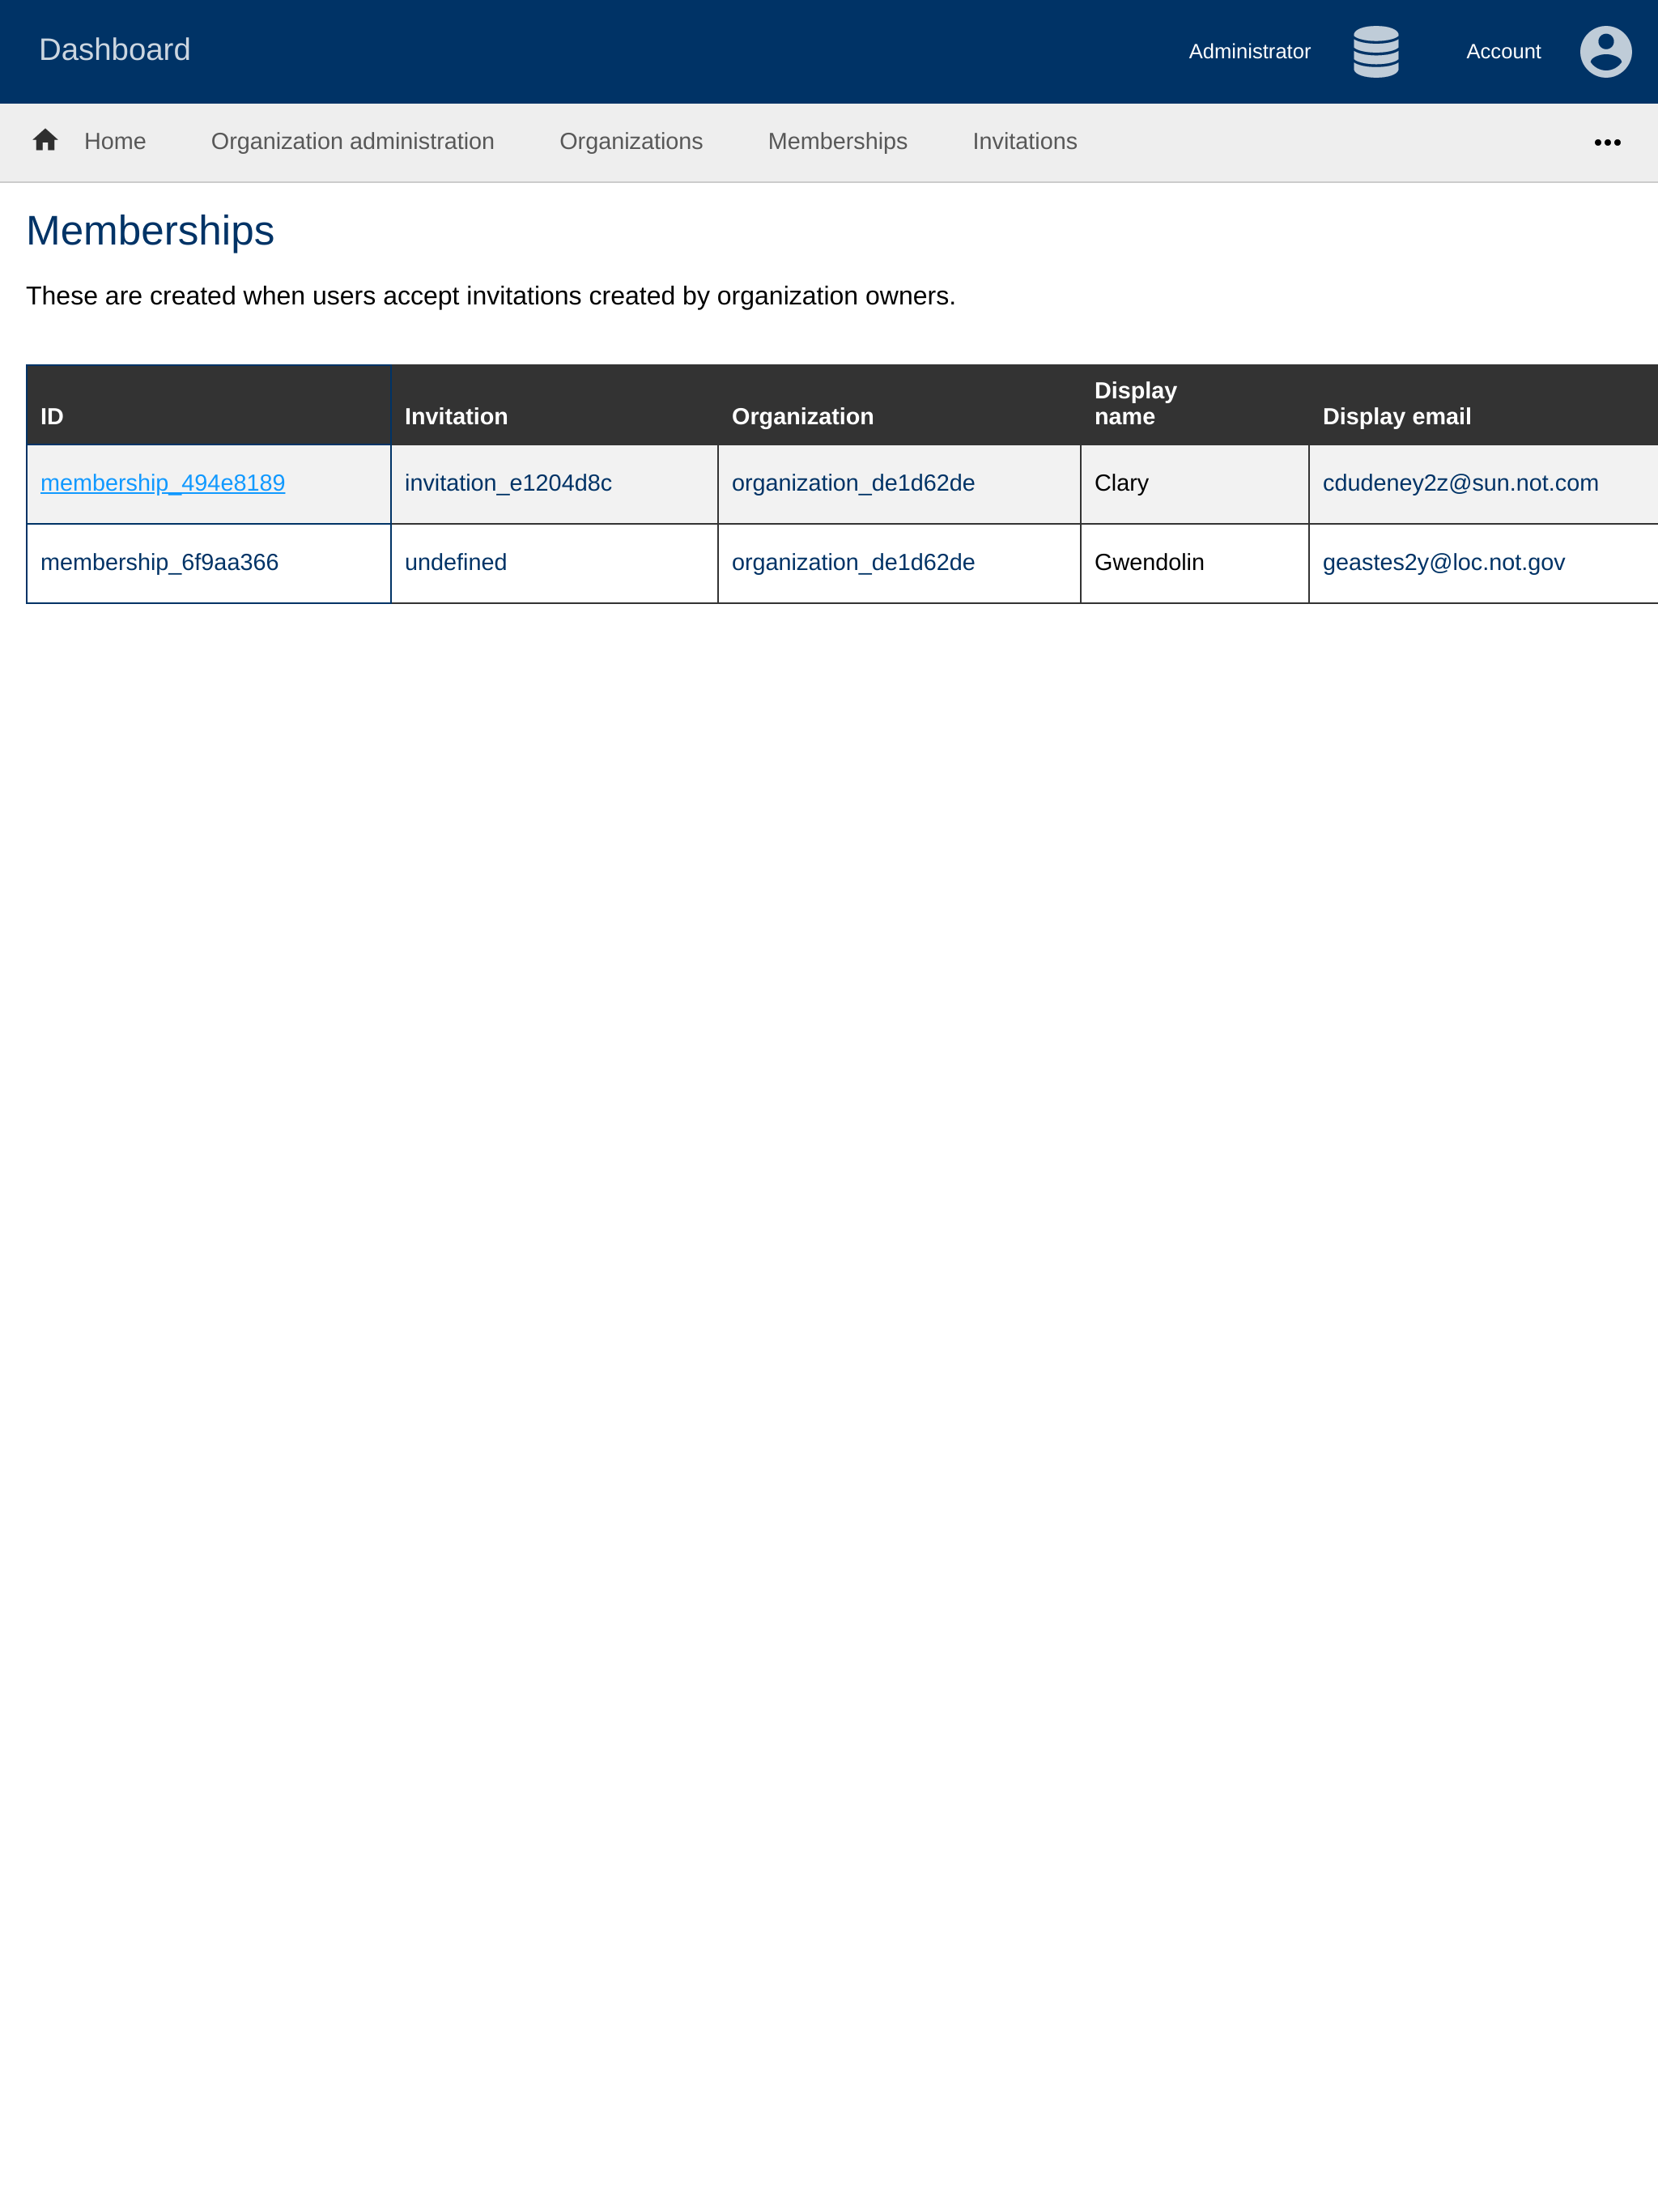 Dashboard
Administrator
Account
Home
Organization administration
Organizations
Memberships
Invitations
Memberships
These are created when users accept invitations created by organization owners.
ID
Invitation
Organization
Display
name
Display email
membership_494e8189
invitation_e1204d8c
organization_de1d62de
Clary
cdudeney2z@sun.not.com
membership_6f9aa366
undefined
organization_de1d62de
Gwendolin
geastes2y@loc.not.gov